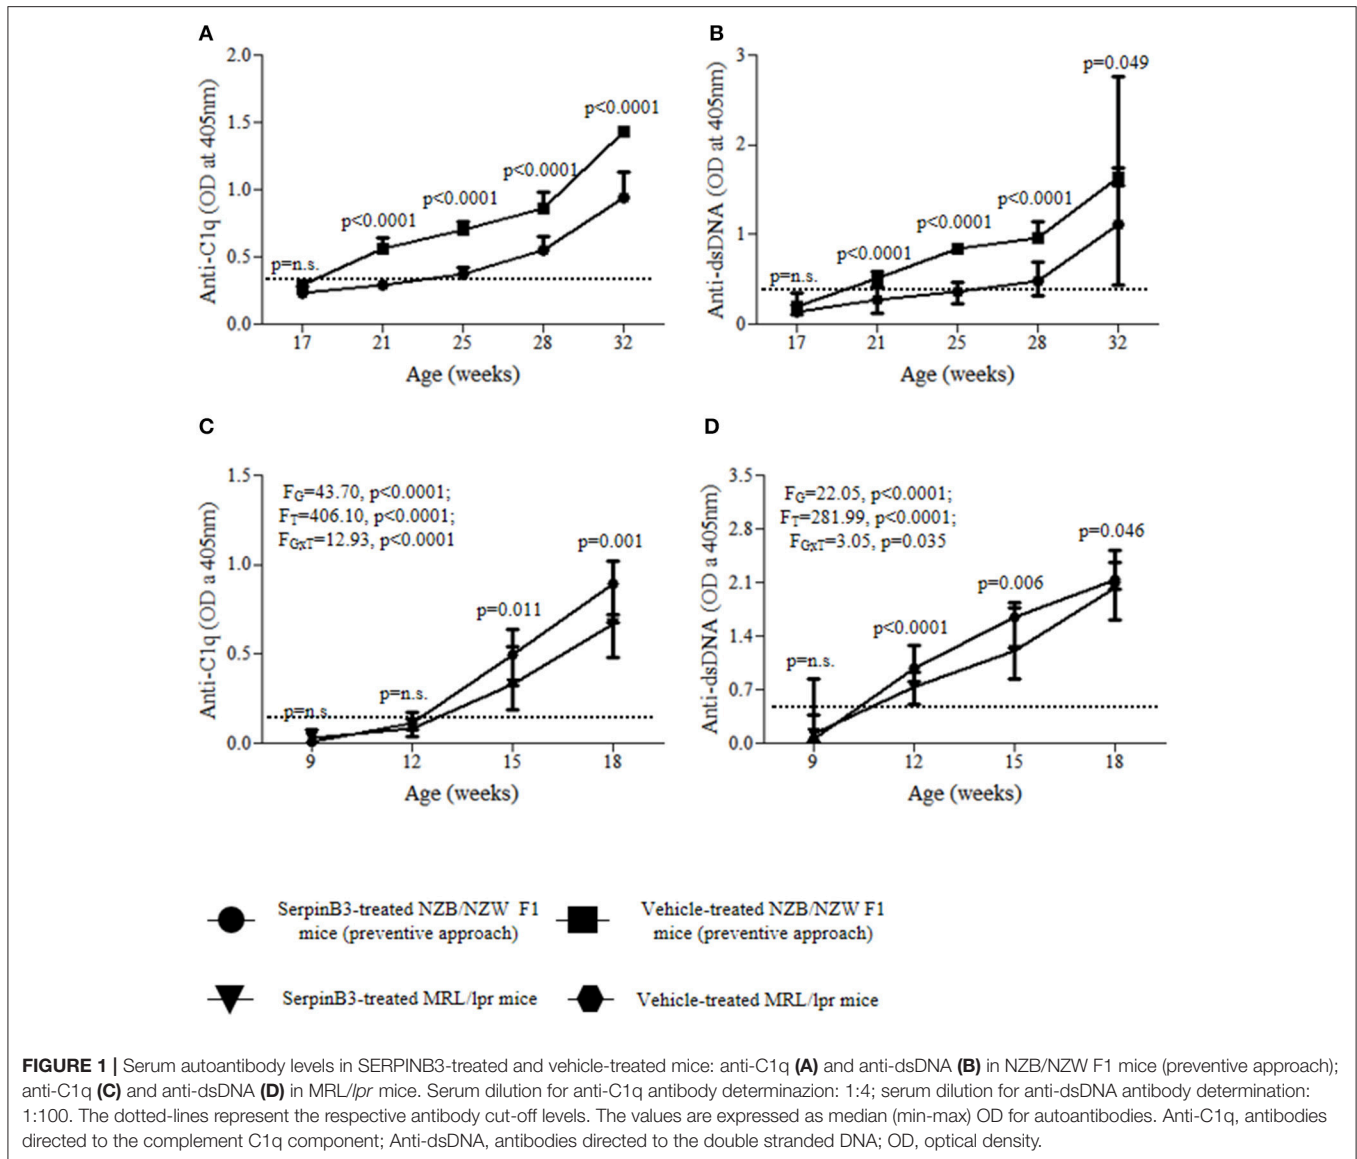 A
2.0
1.5
1.0
0.5
0.0
Anti-C1q (OD at 405nm)
p=n.s.
p<0.0001
p<0.0001
p<0.0001
p<0.0001
17 21 25 28 32
Age (weeks)
B
3
2
1
0
Anti-dsDNA (OD at 405nm)
p=n.s.
p<0.0001
p<0.0001
p<0.0001
p=0.049
17 21 25 28 32
Age (weeks)
C
1.5
1.0
0.5
0.0
Anti-C1q (OD a 405nm)
FG=43.70, p<0.0001;
FT=406.10, p<0.0001;
FGxT=12.93, p<0.0001
p=n.s.
p=n.s.
p=0.011
p=0.001
9 12 15 18
Age (weeks)
D
3.5
2.8
2.1
1.4
0.7
0.0
Anti-dsDNA (OD a 405nm)
FG=22.05, p<0.0001;
FT=281.99, p<0.0001;
FGxT=3.05, p=0.035
p=n.s.
p<0.0001
p=0.006
p=0.046
9 12 15 18
Age (weeks)
SerpinB3-treated NZB/NZW F1
mice (preventive approach)
Vehicle-treated NZB/NZW F1
mice (preventive approach)
SerpinB3-treated MRL/lpr mice
Vehicle-treated MRL/lpr mice
FIGURE 1 | Serum autoantibody levels in SERPINB3-treated and vehicle-treated mice: anti-C1q (A) and anti-dsDNA (B) in NZB/NZW F1 mice (preventive approach);
anti-C1q (C) and anti-dsDNA (D) in MRL/lpr mice. Serum dilution for anti-C1q antibody determinazion: 1:4; serum dilution for anti-dsDNA antibody determination:
1:100. The dotted-lines represent the respective antibody cut-off levels. The values are expressed as median (min-max) OD for autoantibodies. Anti-C1q, antibodies
directed to the complement C1q component; Anti-dsDNA, antibodies directed to the double stranded DNA; OD, optical density.